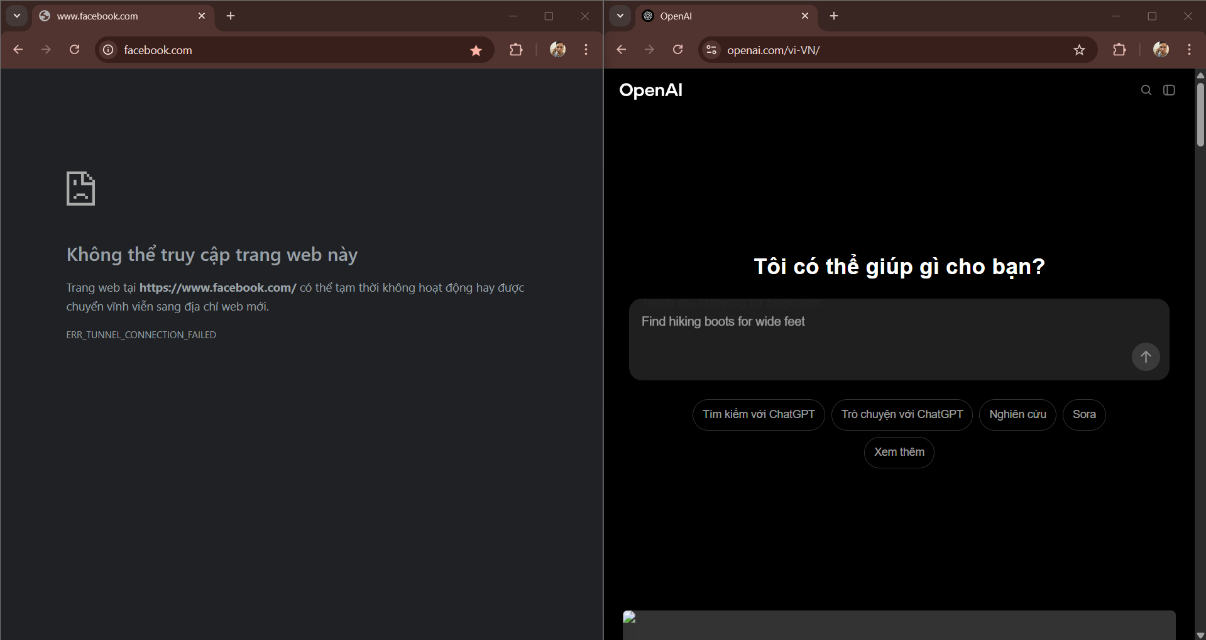 www.facebook.com
facebook.com
Không thể truy cập trang web này
Trang web tại https://www.facebook.com/ có thể tạm thời không hoạt động hay được
chuyển vĩnh viễn sang địa chỉ web mới.
ERR_TUNNEL_CONNECTION_FAILED
OpenAI
openai.com/vi-VN/
OpenAI
Tôi có thể giúp gì cho bạn?
Find hiking boots for wide feet
Tìm kiếm với ChatGPT
Trò chuyện với ChatGPT
Nghiên cứu
Sora
Xem thêm